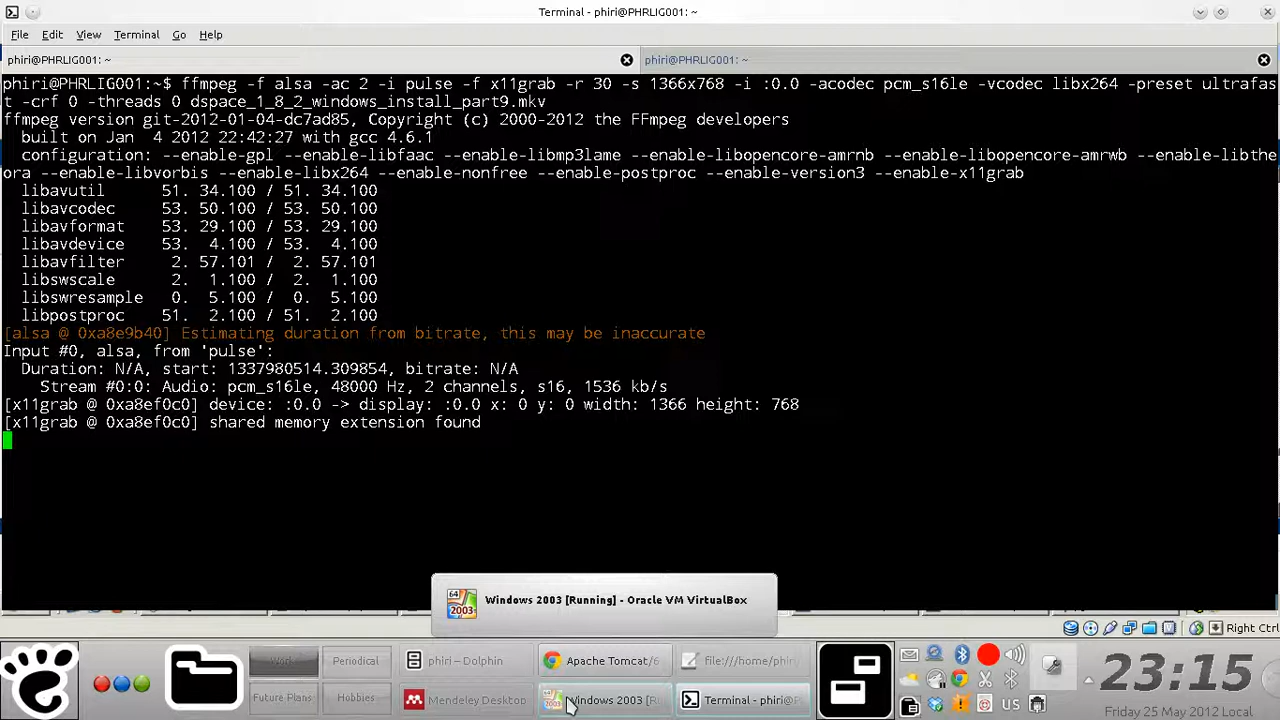 Terminal - phiri@PHRLIG001: ~
File Edit View Terminal Go Help
phiri@PHRLIG001: ~
phiri@PHRLIG001: ~
phiri@PHRLIG001:~$ ffmpeg -f alsa -ac 2 -i pulse -f x11grab -r 30 -s 1366x768 -i :0.0 -acodec pcm_s16le -vcodec libx264 -preset ultrafas
t -crf 0 -threads 0 dspace_1_8_2_windows_install_part9.mkv
ffmpeg version git-2012-01-04-dc7ad85, Copyright (c) 2000-2012 the FFmpeg developers
built on Jan  4 2012 22:42:27 with gcc 4.6.1
configuration: --enable-gpl --enable-libfaac --enable-libmp3lame --enable-libopencore-amrnb --enable-libopencore-amrwb --enable-libthe
ora --enable-libvorbis --enable-libx264 --enable-nonfree --enable-postproc --enable-version3 --enable-x11grab
libavutil    51. 34.100 / 51. 34.100
libavcodec   53. 50.100 / 53. 50.100
libavformat  53. 29.100 / 53. 29.100
libavdevice  53.  4.100 / 53.  4.100
libavfilter   2. 57.101 /  2. 57.101
libswscale    2.  1.100 /  2.  1.100
libswresample 0.  5.100 /  0.  5.100
libpostproc  51.  2.100 / 51.  2.100
[alsa @ 0xa8e9b40] Estimating duration from bitrate, this may be inaccurate
Input #0, alsa, from 'pulse':
Duration: N/A, start: 1337980514.309854, bitrate: N/A
Stream #0:0: Audio: pcm_s16le, 48000 Hz, 2 channels, s16, 1536 kb/s
[x11grab @ 0xa8ef0c0] device: :0.0 -> display: :0.0 x: 0 y: 0 width: 1366 height: 768
[x11grab @ 0xa8ef0c0] shared memory extension found
64 2003 Windows 2003 [Running] - Oracle VM VirtualBox
Right Ctrl
Work Periodical phiri – Dolphin Apache Tomcat/6 file:///home/phiri
Future Plans Hobbies Mendeley Desktop Windows 2003 [R Terminal - phiri@P
US
23:15
Friday 25 May 2012 Local